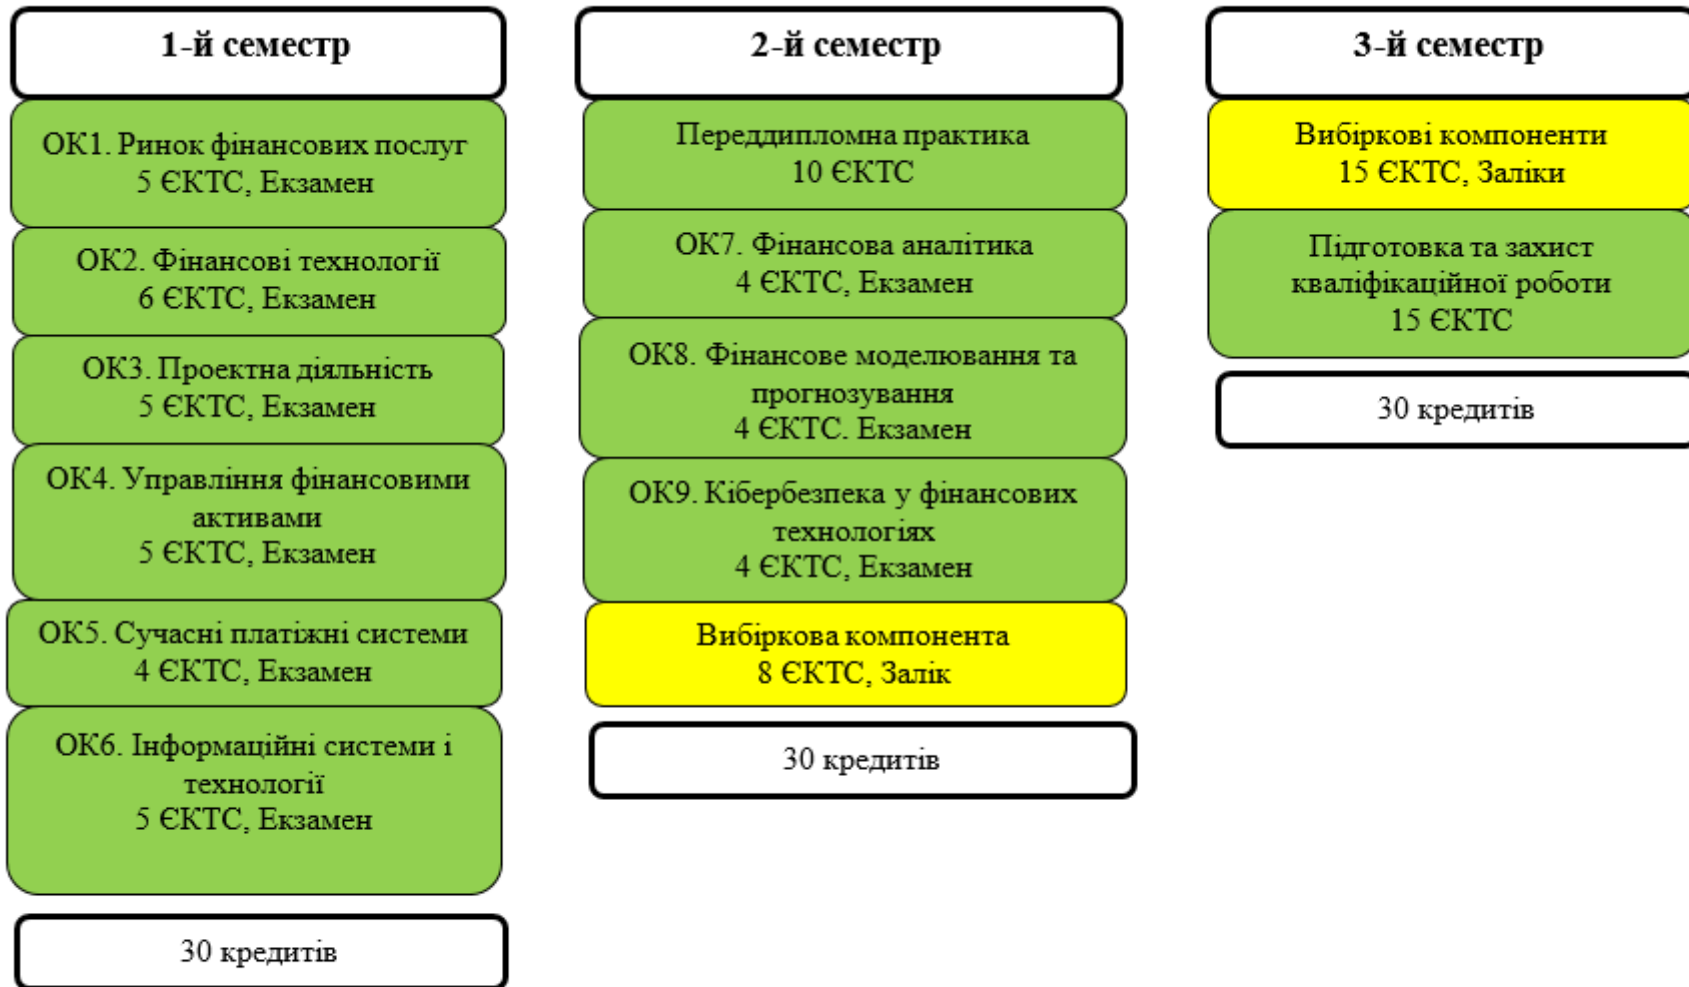 1-й семестр
ОК1. Ринок фінансових послуг
5 ЄКТС, Екзамен
ОК2. Фінансові технології
6 ЄКТС, Екзамен
ОК3. Проектна діяльність
5 ЄКТС, Екзамен
ОК4. Управління фінансовими
активами
5 ЄКТС, Екзамен
ОК5. Сучасні платіжні системи
4 ЄКТС, Екзамен
ОК6. Інформаційні системи і
технології
5 ЄКТС, Екзамен
30 кредитів
2-й семестр
Переддипломна практика
10 ЄКТС
ОК7. Фінансова аналітика
4 ЄКТС, Екзамен
ОК8. Фінансове моделювання та
прогнозування
4 ЄКТС. Екзамен
ОК9. Кібербезпека у фінансових
технологіях
4 ЄКТС, Екзамен
Вибіркова компонента
8 ЄКТС, Залік
30 кредитів
3-й семестр
Вибіркові компоненти
15 ЄКТС, Заліки
Підготовка та захист
кваліфікаційної роботи
15 ЄКТС
30 кредитів